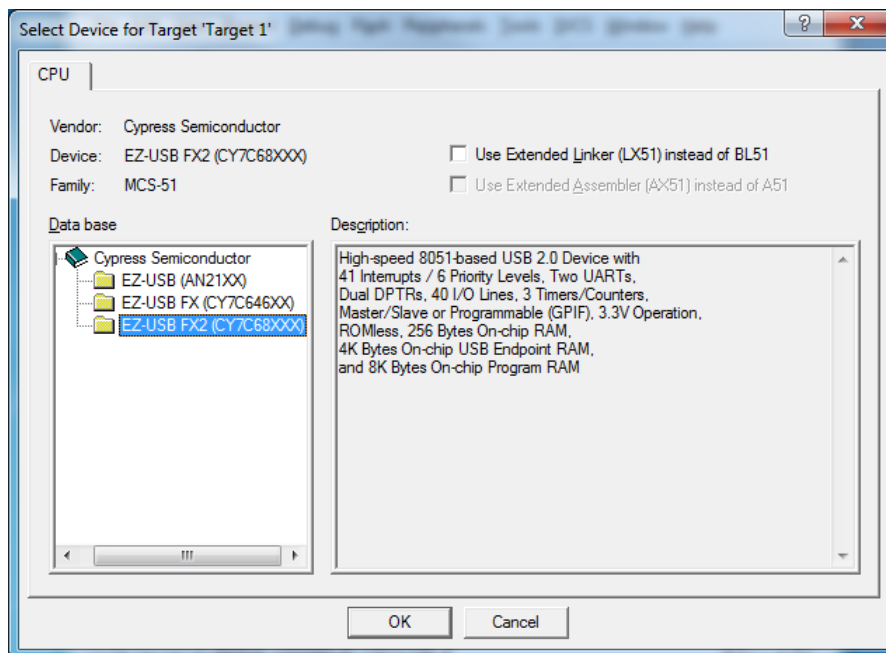 Select Device for Target 'Target 1'
CPU
Vendor: Cypress Semiconductor
Device: EZ-USB FX2 (CY7C68XXX)
Family: MCS-51
Use Extended Linker (LX51) instead of BL51
Use Extended Assembler (AX51) instead of A51
Data base
Cypress Semiconductor
EZ-USB (AN21XX)
EZ-USB FX (CY7C646XX)
EZ-USB FX2 (CY7C68XXX)
Description:
High-speed 8051-based USB 2.0 Device with
41 Interrupts / 6 Priority Levels, Two UARTs,
Dual DPTRs, 40 I/O Lines, 3 Timers/Counters,
Master/Slave or Programmable (GPIF), 3.3V Operation,
ROMless, 256 Bytes On-chip RAM,
4K Bytes On-chip USB Endpoint RAM,
and 8K Bytes On-chip Program RAM
OK
Cancel